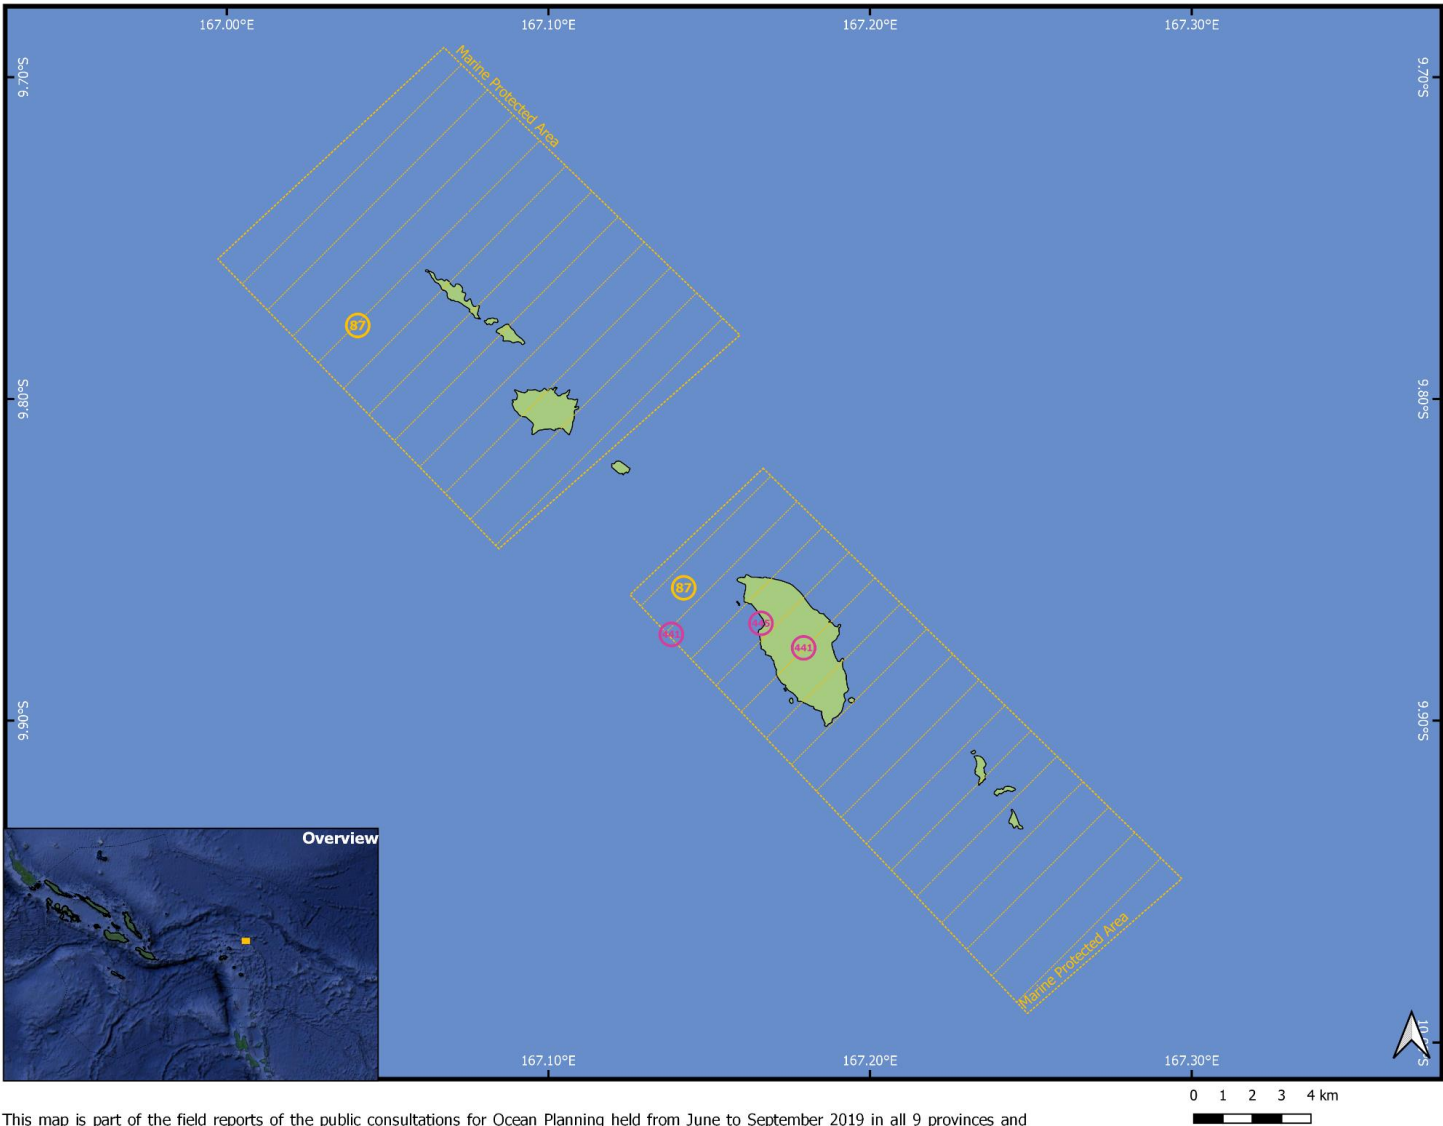 167.00°E 167.10°E 167.20°E 167.30°E
9.70°S 9.70°S
Marine Protected Area
87
9.80°S 9.80°S
87
445
441 441
9.90°S 9.90°S
Overview
Marine Protected Area
167.10°E 167.20°E 167.30°E
0 1 2 3 4 km
This map is part of the field reports of the public consultations for Ocean Planning held from June to September 2019 in all 9 provinces and